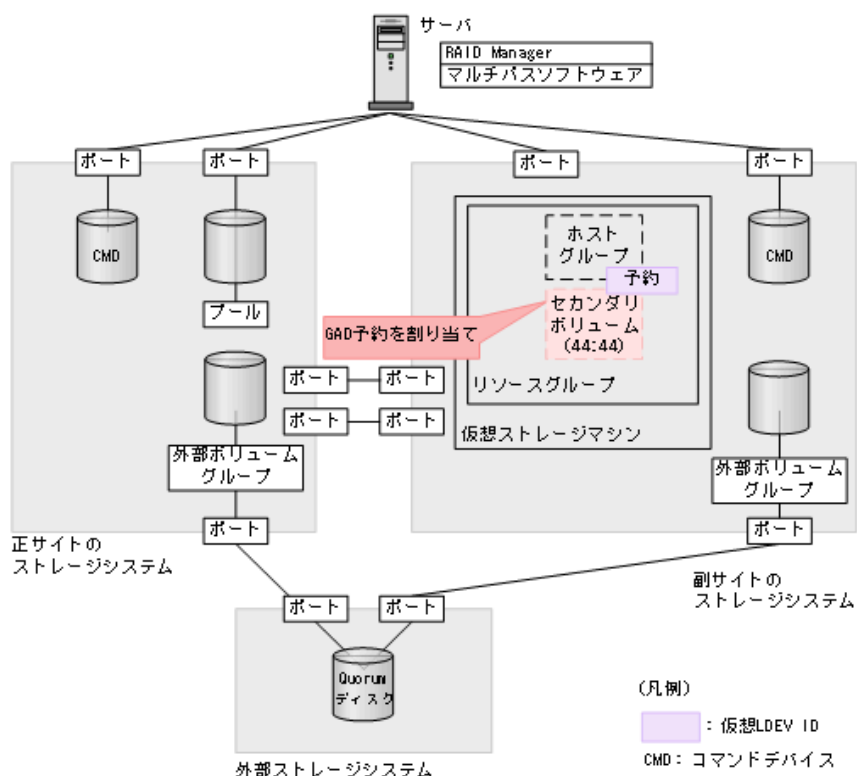 サーバ
RAID Manager
マルチパスソフトウェア
ポート
ポート
ポート
ポート
CMD
プール
ホスト
グループ
予約
セカンダリ
ボリューム
(44:44)
CMD
GAD予約を割り当て
ポート
ポート
リソースグループ
ポート
ポート
仮想ストレージマシン
外部ボリューム
グループ
外部ボリューム
グループ
ポート
ポート
正サイトの
ストレージシステム
副サイトの
ストレージシステム
ポート
ポート
Quorum
ディスク
外部ストレージシステム
(凡例)
：仮想LDEV ID
CMD：コマンドデバイス